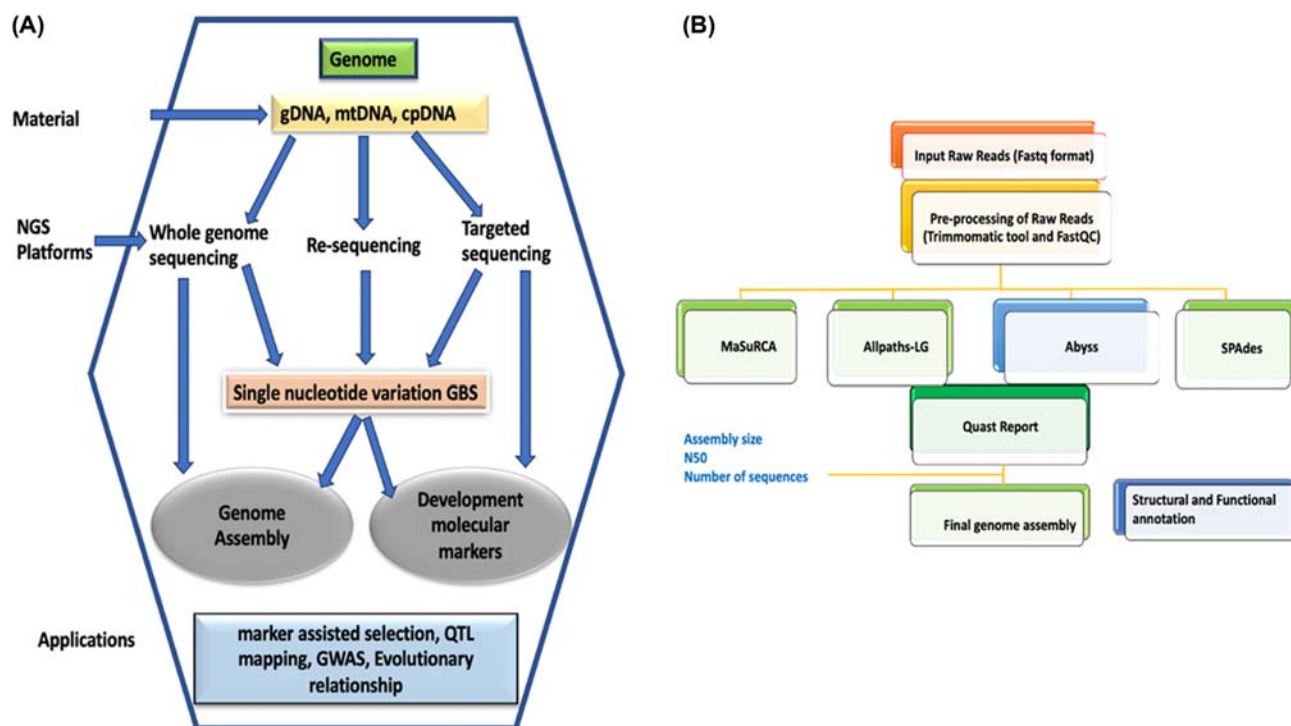 (A)
Genome
Material
gDNA, mtDNA, cpDNA
NGS
Platforms
Whole genome
sequencing
Re-sequencing
Targeted
sequencing
Single nucleotide variation GBS
Genome
Assembly
Development
molecular
markers
Applications
marker assisted selection, QTL
mapping, GWAS, Evolutionary
relationship
(B)
Input Raw Reads (Fastq format)
Pre-processing of Raw Reads
(Trimmomatic tool and FastQC)
MaSuRCA
Allpaths-LG
Abyss
SPAdes
Quast Report
Assembly size
N50
Number of sequences
Final genome assembly
Structural and Functional
annotation